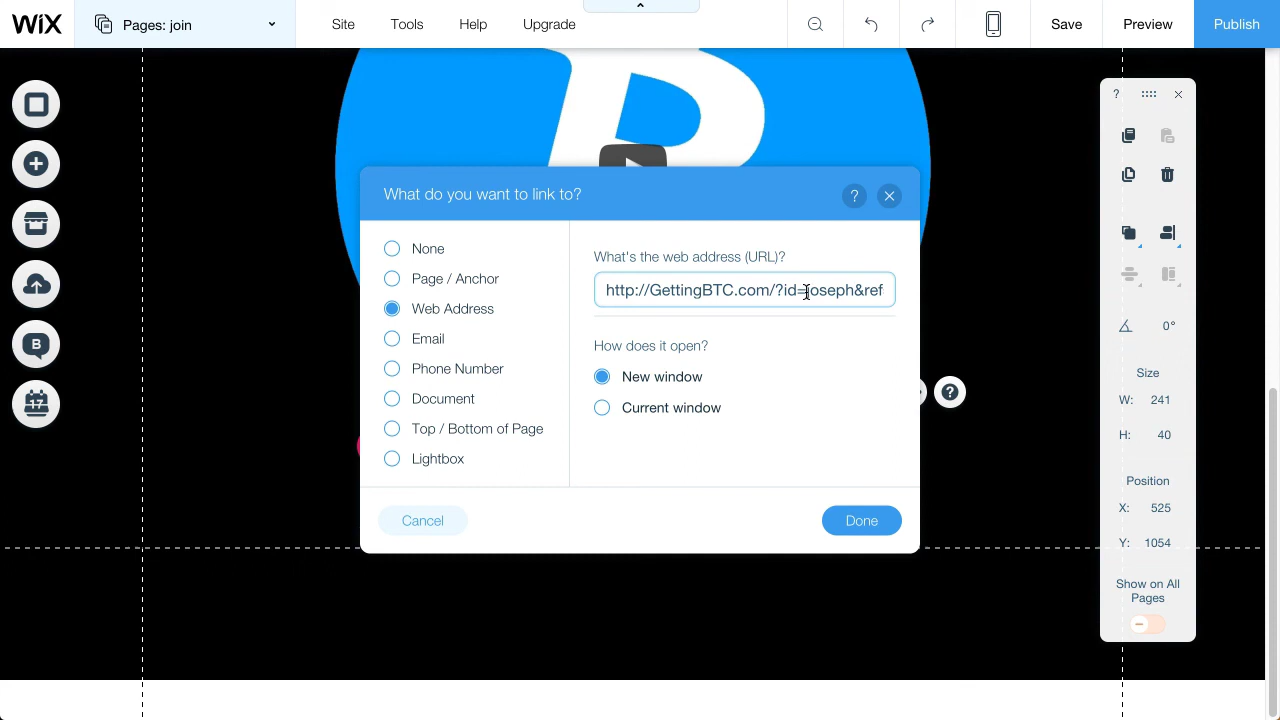 WiX
Pages: join
Site
Tools
Help
Upgrade
Save
Preview
Publish
What do you want to link to?
?
None
Page / Anchor
Web Address
Email
Phone Number
Document
Top / Bottom of Page
Lightbox
What's the web address (URL)?
http://GettingBTC.com/?id=joseph&ref
How does it open?
New window
Current window
Cancel
Done
B
17
?
?
0°
Size
W: 241
H: 40
Position
X: 525
Y: 1054
Show on All
Pages